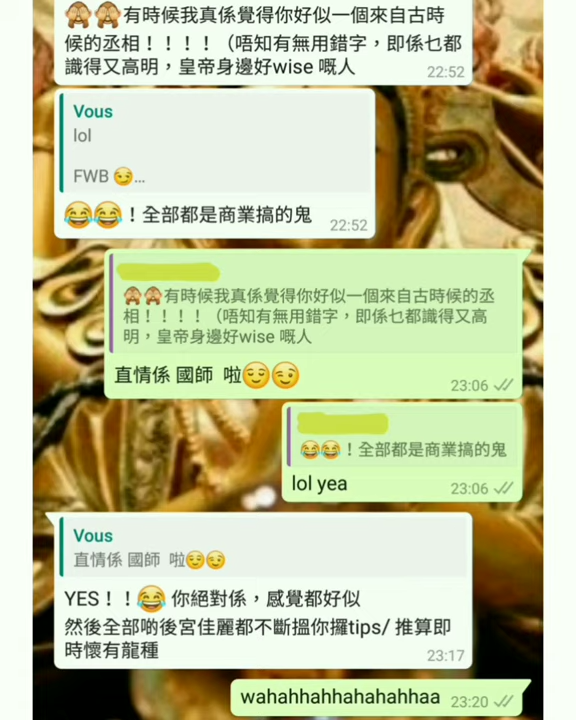 🙈🙈有時候我真係覺得你好似一個來自古時
候的丞相！！！！（唔知有無用錯字，即係乜都
識得又高明，皇帝身邊好wise 嘅人
22:52
Vous
lol
FWB 😏...
😂😂！全部都是商業搞的鬼
22:52
🙈🙈有時候我真係覺得你好似一個來自古時候的丞
相！！！！（唔知有無用錯字，即係乜都識得又高
明，皇帝身邊好wise 嘅人
直情係 國師  啦😌😉
23:06
😂😂！全部都是商業搞的鬼
lol yea
23:06
Vous
直情係 國師  啦😌😉
YES！！😂 你絕對係，感覺都好似
然後全部啲後宮佳麗都不斷搵你攞tips/ 推算即
時懷有龍種
23:17
wahahhahhahahahhaa
23:20